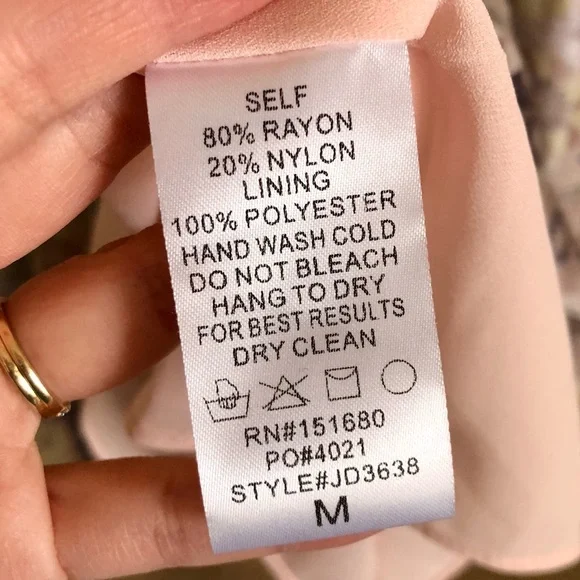 SELF
80% RAYON
20% NYLON
LINING
100% POLYESTER
HAND WASH COLD
DO NOT BLEACH
HANG TO DRY
FOR BEST RESULTS
DRY CLEAN
RN#151680
PO#4021
STYLE#JD3638
M